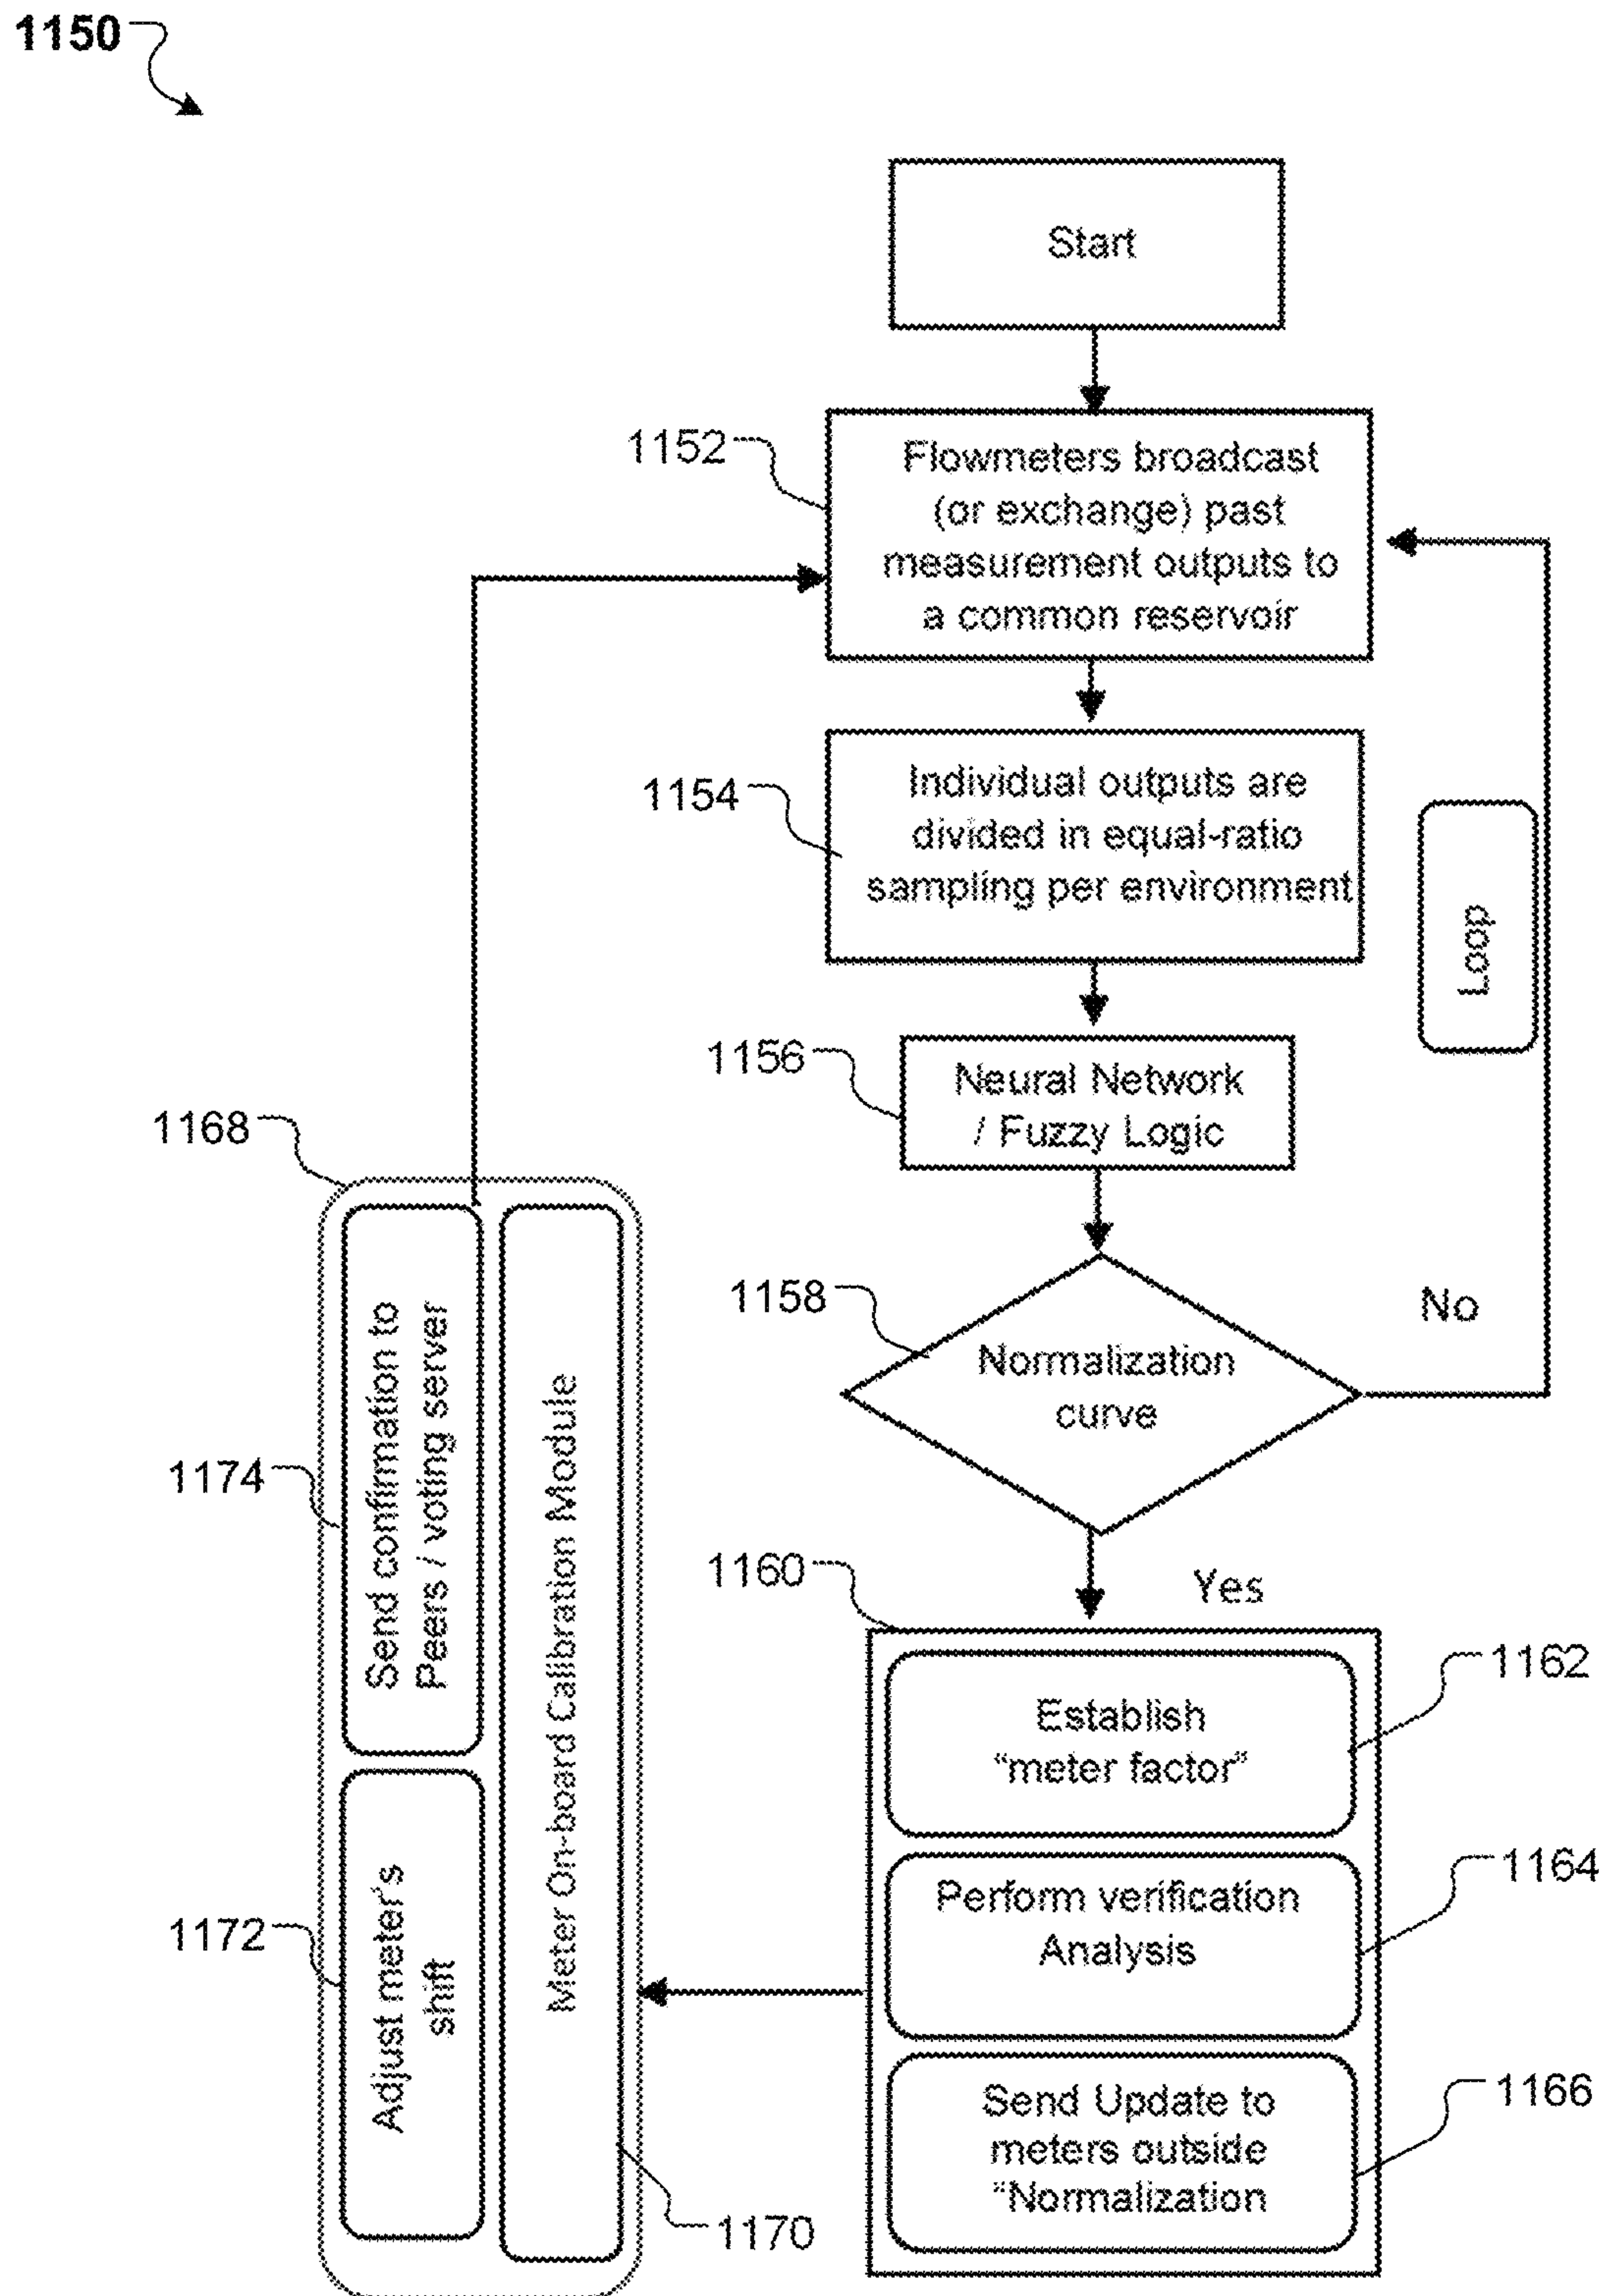 1150
Start
1152
Flowmeters broadcast
(or exchange) past
measurement outputs to
a common reservoir
1154
Individual outputs are
divided in equal-ratio
sampling per environment
Loop
1156
Neural Network
/ Fuzzy Logic
1158
Normalization
curve
No
Yes
1160
1162
Establish
“meter factor”
1164
Perform verification
Analysis
1166
Send Update to
meters outside
“Normalization
1168
1174
Send confirmation to
Peers / voting server
Meter On-board Calibration Module
1172
Adjust meter's
shift
1170